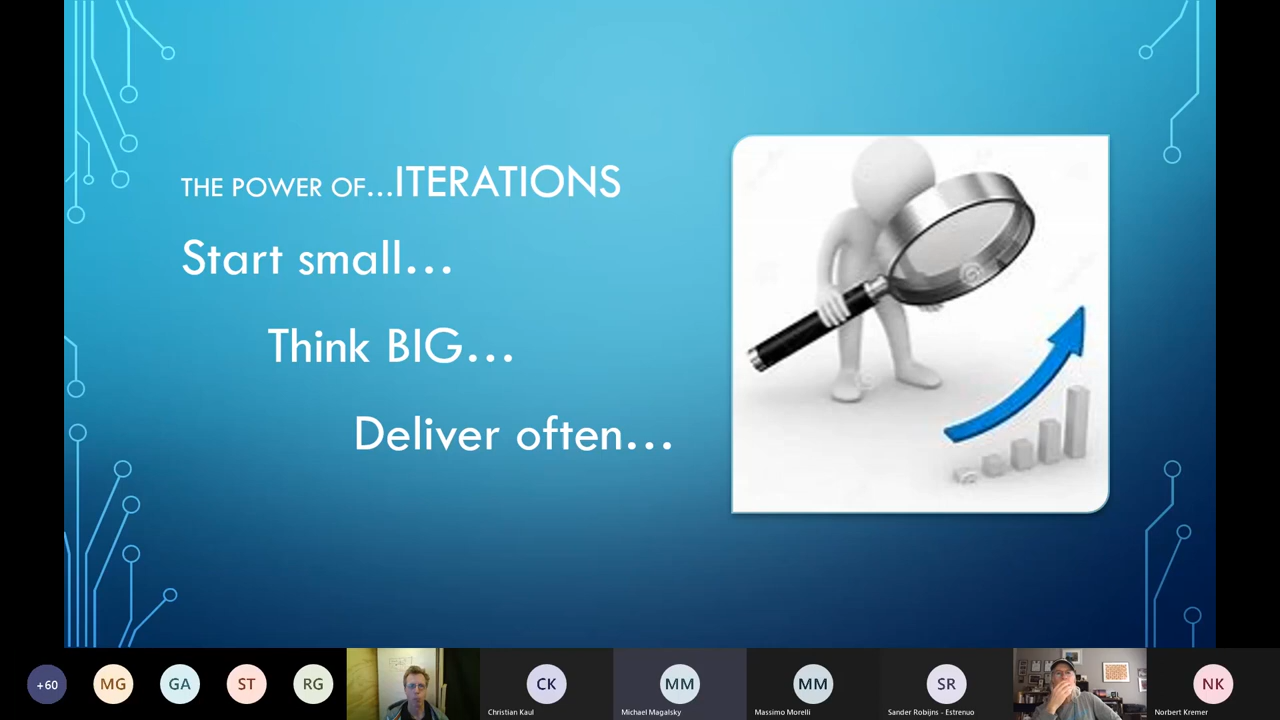 THE POWER OF...ITERATIONS
Start small...
Think BIG...
Deliver often...
+60
MG
GA
ST
RG
CK
MM
MM
SR
NK
Christian Kaul
Michael Magalsky
Massimo Morelli
Sander Robijns - Estrenuo
Norbert Kremer